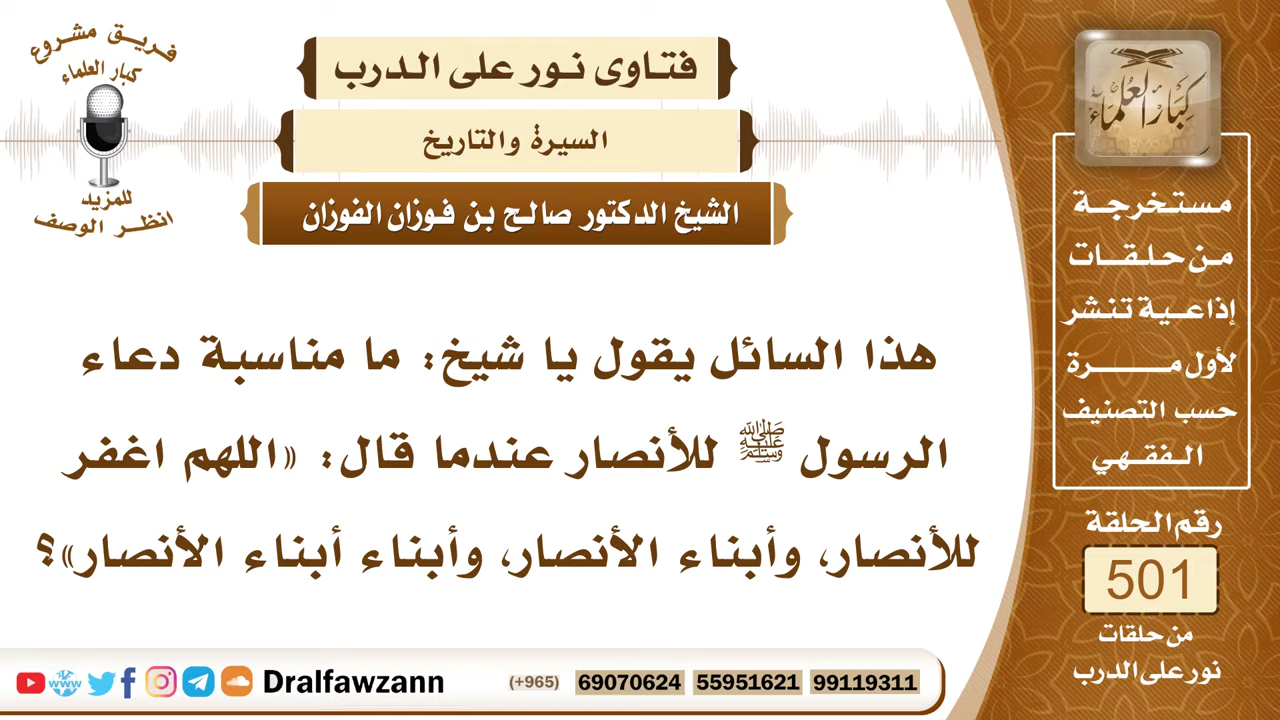 فريق مشروع
كبار العلماء
للمزيد
انظر الوصف
فتاوى نور على الدرب
السيرة والتاريخ
الشيخ الدكتور صالح بن فوزان الفوزان
هذا السائل يقول يا شيخ: ما مناسبة دعاء
الرسول ﷺ للأنصار عندما قال: «اللهم اغفر
للأنصار، وأبناء الأنصار، وأبناء أبناء الأنصار»؟
كبار العلماء
مستخرجة
من حلقات
إذاعية تنشر
لأول مرة
حسب التصنيف
الفقهي
رقم الحلقة
501
من حلقات
نور على الدرب
www Dralfawzann (+965) 69070624 55951621 99119311